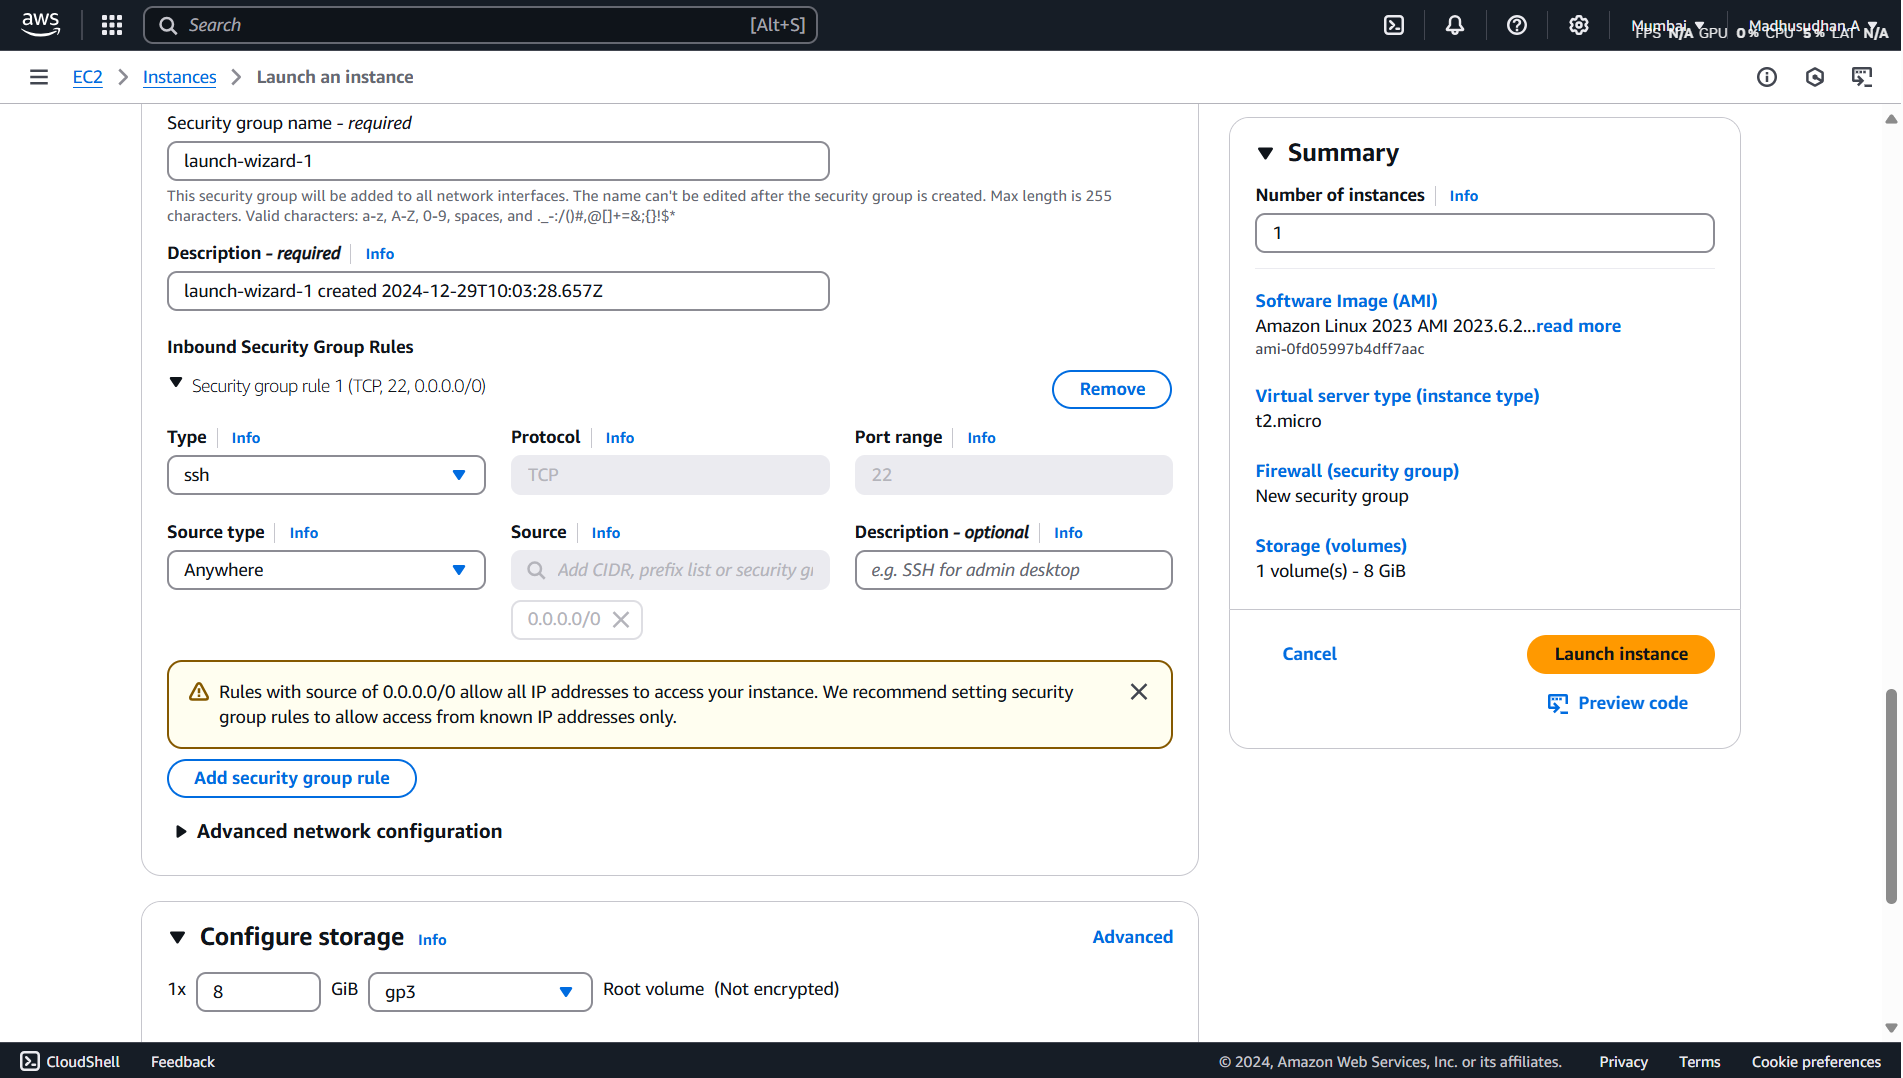 aws
Search [Alt+S]
Mumbai Madhusudhan A
FPS N/A GPU 0% CPU 5% LAT N/A
EC2 Instances Launch an instance
Security group name - required
launch-wizard-1
This security group will be added to all network interfaces. The name can't be edited after the security group is created. Max length is 255
characters. Valid characters: a-z, A-Z, 0-9, spaces, and ._-:/()#,@[]+=&;{}!$*
Description - required Info
launch-wizard-1 created 2024-12-29T10:03:28.657Z
Inbound Security Group Rules
Security group rule 1 (TCP, 22, 0.0.0.0/0)
Remove
Type Info Protocol Info Port range Info
ssh TCP 22
Source type Info Source Info Description - optional Info
Anywhere Add CIDR, prefix list or security gr e.g. SSH for admin desktop
0.0.0.0/0
Rules with source of 0.0.0.0/0 allow all IP addresses to access your instance. We recommend setting security
group rules to allow access from known IP addresses only.
Add security group rule
Advanced network configuration
Configure storage Info Advanced
1x 8 GiB gp3 Root volume (Not encrypted)
Summary
Number of instances Info
1
Software Image (AMI)
Amazon Linux 2023 AMI 2023.6.2...read more
ami-0fd05997b4dff7aac
Virtual server type (instance type)
t2.micro
Firewall (security group)
New security group
Storage (volumes)
1 volume(s) - 8 GiB
Cancel Launch instance
Preview code
CloudShell Feedback © 2024, Amazon Web Services, Inc. or its affiliates. Privacy Terms Cookie preferences